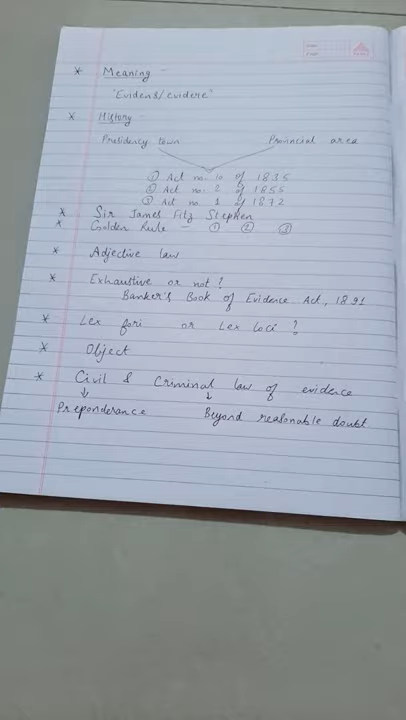 * Meaning -
"Evidens/evidere"
* History -
Presidency town Provincial area
① Act no. 10 of 1835
② Act no. 2 of 1855
③ Act no. 1 of 1872
* Sir James Fitz Stephen
* Golden Rule - ① ② ③
* Adjective law
* Exhaustive or not?
Banker's Book of Evidence Act, 1891
* Lex fori or Lex loci?
* Object
* Civil & Criminal law of evidence
↓ ↓
Preponderance Beyond reasonable doubt